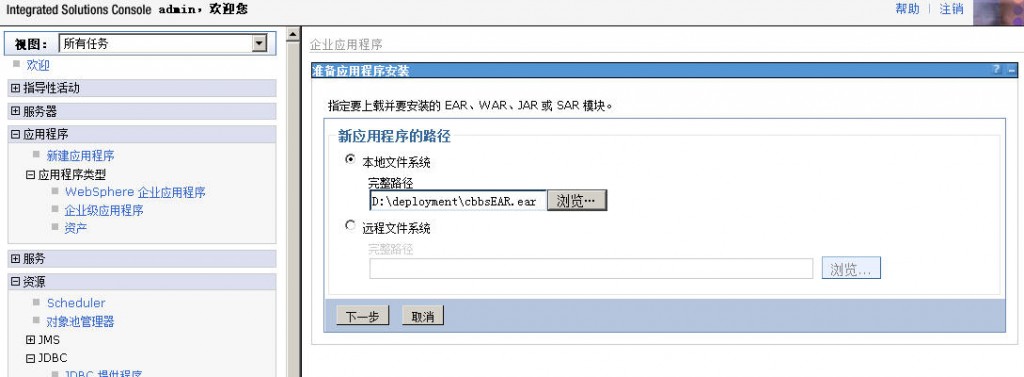 Integrated Solutions Console admin，欢迎您
帮助 | 注销
视图： 所有任务
欢迎
指导性活动
服务器
应用程序
新建应用程序
应用程序类型
WebSphere 企业应用程序
企业级应用程序
资产
服务
资源
Scheduler
对象池管理器
JMS
JDBC
JDBC 提供程序
企业应用程序
准备应用程序安装 ? –
指定要上载并要安装的 EAR、WAR、JAR 或 SAR 模块。
新应用程序的路径
本地文件系统
完整路径
D:\deployment\cbbsEAR.ear 浏览…
远程文件系统
完整路径
浏览...
下一步 取消